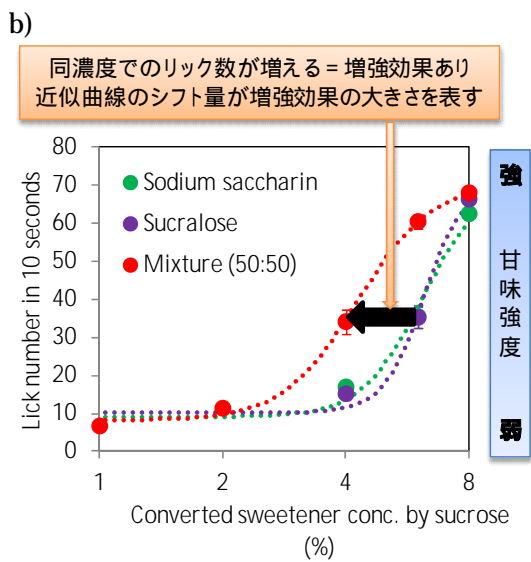 b)
同濃度でのリック数が増える = 増強効果あり
近似曲線のシフト量が増強効果の大きさを表す
80
70
60
50
40
30
20
10
0
Lick number in 10 seconds
Sodium saccharin
Sucralose
Mixture (50:50)
1 2 4 8
Converted sweetener conc. by sucrose
(%)
強
甘味強度
弱